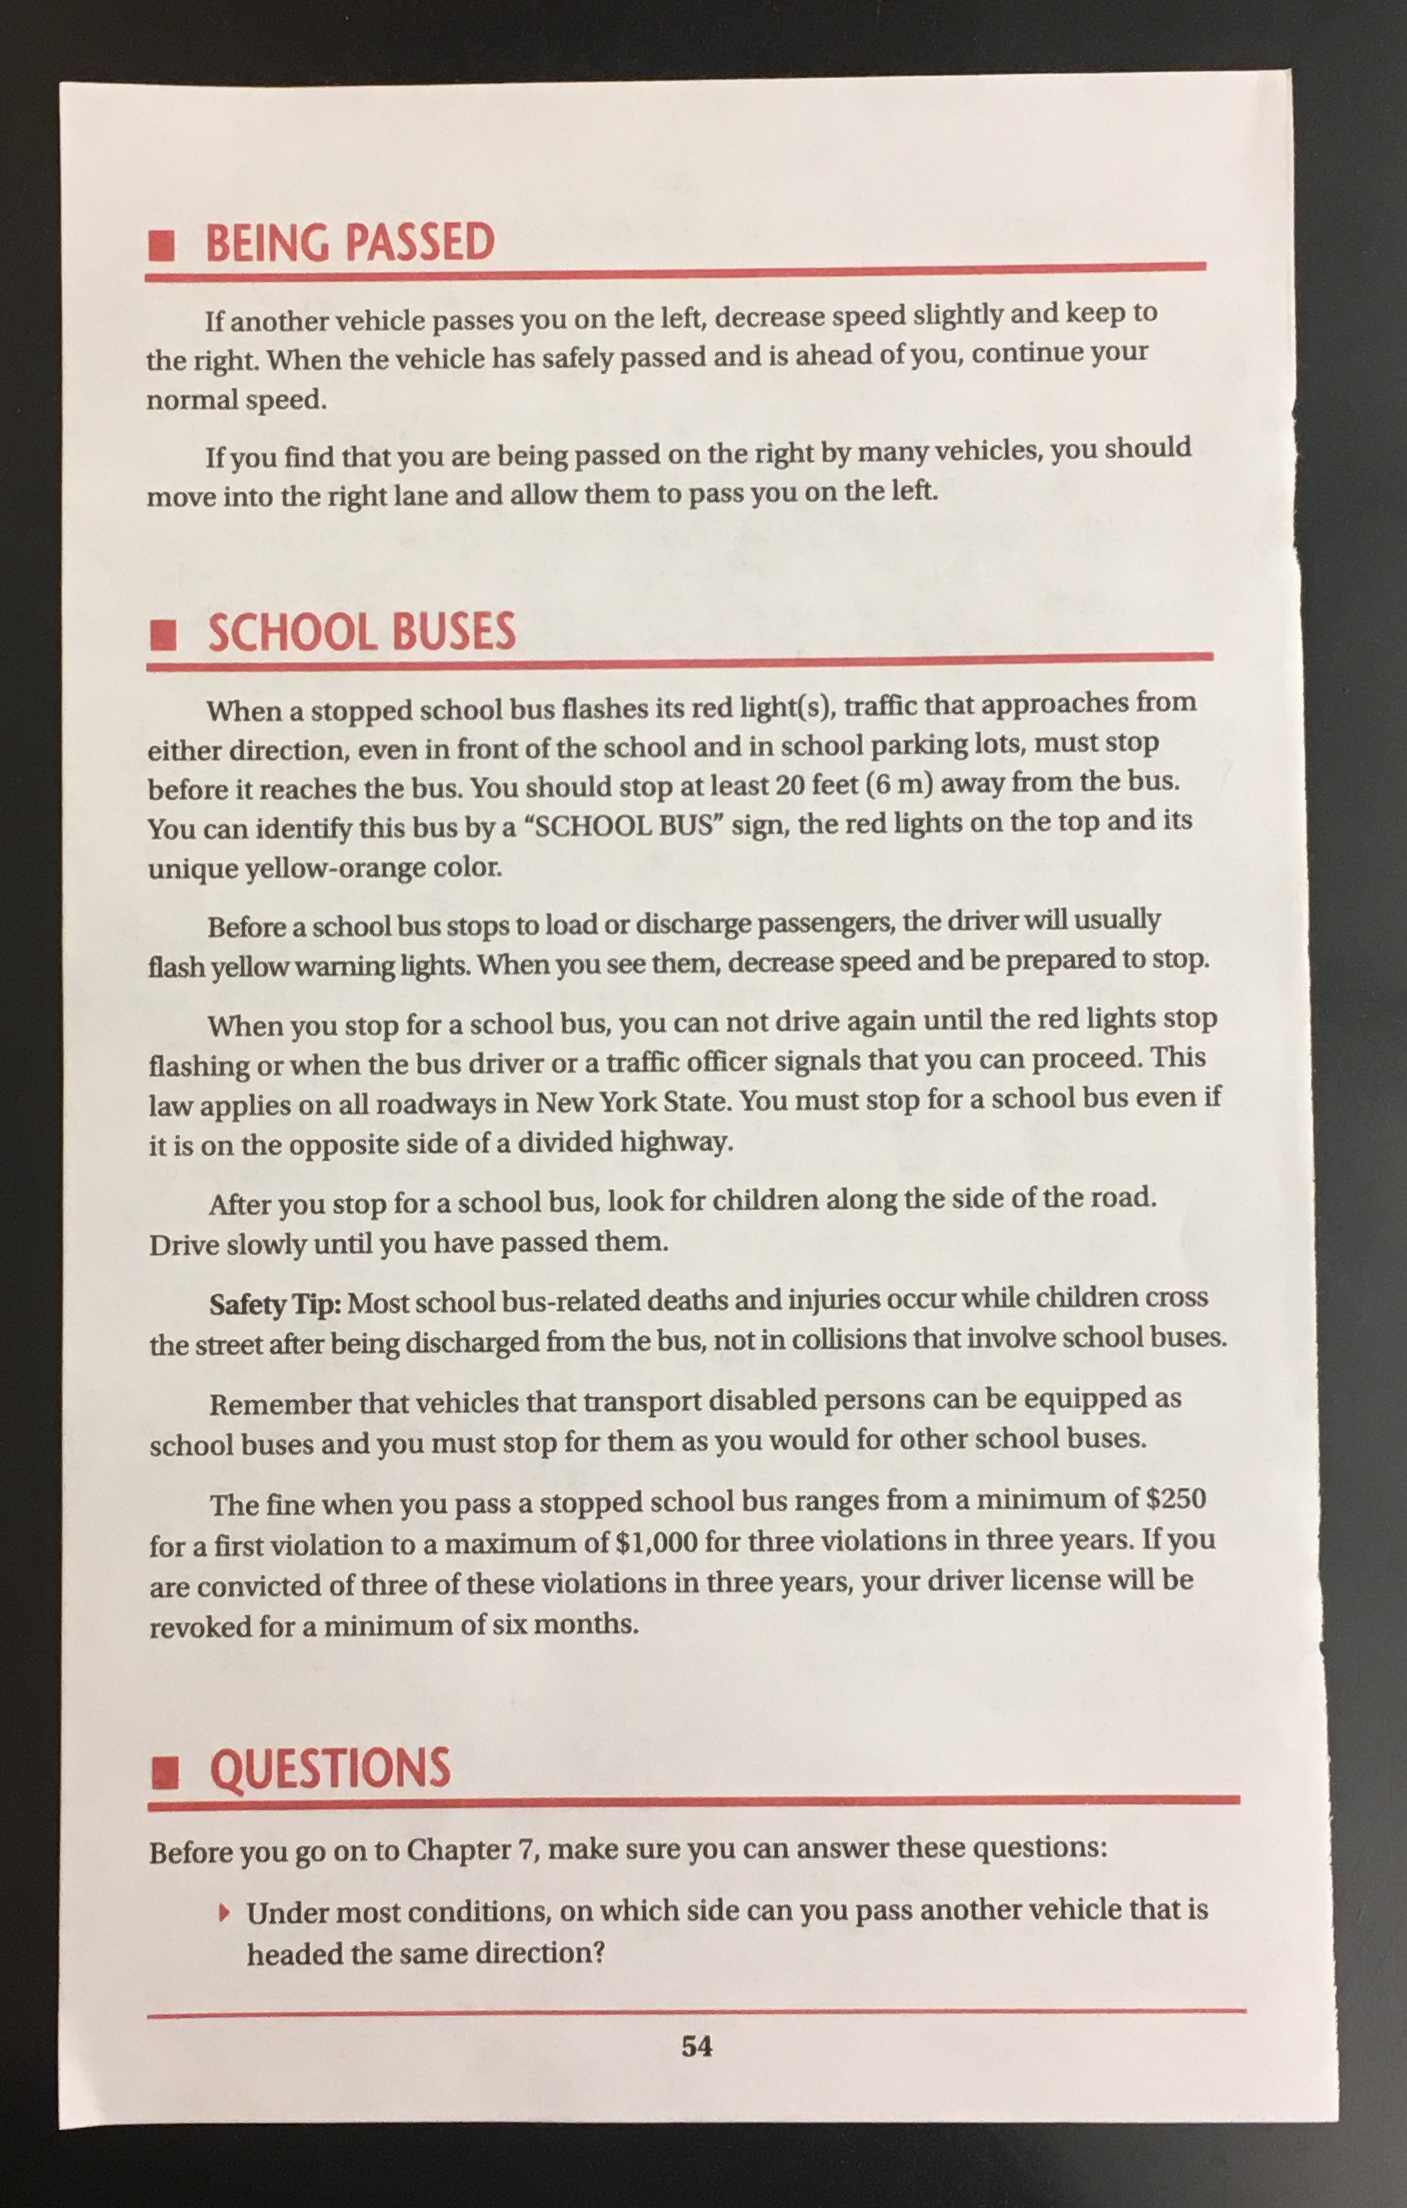 BEING PASSED
If another vehicle passes you on the left, decrease speed slightly and keep to
the right. When the vehicle has safely passed and is ahead of you, continue your
normal speed.
If you find that you are being passed on the right by many vehicles, you should
move into the right lane and allow them to pass you on the left.
SCHOOL BUSES
When a stopped school bus flashes its red light(s), traffic that approaches from
either direction, even in front of the school and in school parking lots, must stop
before it reaches the bus. You should stop at least 20 feet (6 m) away from the bus.
You can identify this bus by a “SCHOOL BUS” sign, the red lights on the top and its
unique yellow-orange color.
Before a school bus stops to load or discharge passengers, the driver will usually
flash yellow warning lights. When you see them, decrease speed and be prepared to stop.
When you stop for a school bus, you can not drive again until the red lights stop
flashing or when the bus driver or a traffic officer signals that you can proceed. This
law applies on all roadways in New York State. You must stop for a school bus even if
it is on the opposite side of a divided highway.
After you stop for a school bus, look for children along the side of the road.
Drive slowly until you have passed them.
Safety Tip: Most school bus-related deaths and injuries occur while children cross
the street after being discharged from the bus, not in collisions that involve school buses.
Remember that vehicles that transport disabled persons can be equipped as
school buses and you must stop for them as you would for other school buses.
The fine when you pass a stopped school bus ranges from a minimum of $250
for a first violation to a maximum of $1,000 for three violations in three years. If you
are convicted of three of these violations in three years, your driver license will be
revoked for a minimum of six months.
QUESTIONS
Before you go on to Chapter 7, make sure you can answer these questions:
Under most conditions, on which side can you pass another vehicle that is
headed the same direction?
54